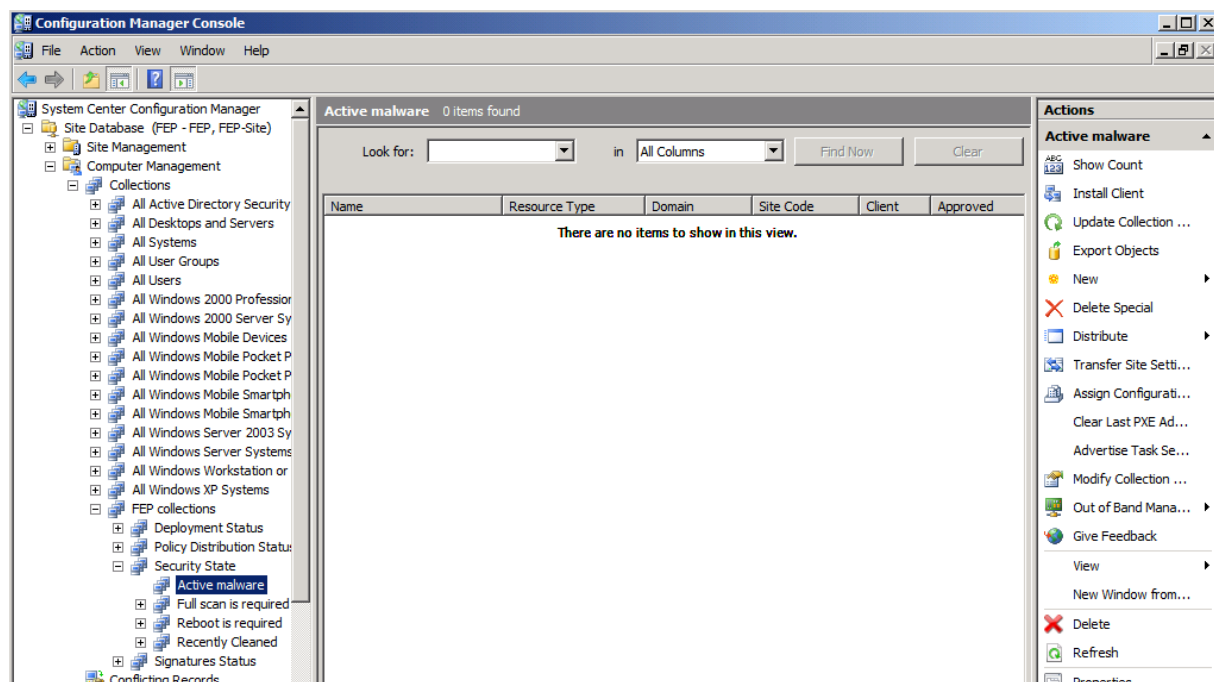 Configuration Manager Console
File Action View Window Help
System Center Configuration Manager
Site Database (FEP - FEP, FEP-Site)
Site Management
Computer Management
Collections
All Active Directory Security
All Desktops and Servers
All Systems
All User Groups
All Users
All Windows 2000 Profession
All Windows 2000 Server Sy
All Windows Mobile Devices
All Windows Mobile Pocket P
All Windows Mobile Pocket P
All Windows Mobile Smartph
All Windows Mobile Smartph
All Windows Server 2003 Sy
All Windows Server Systems
All Windows Workstation or
All Windows XP Systems
FEP collections
Deployment Status
Policy Distribution Status
Security State
Active malware
Full scan is required
Reboot is required
Recently Cleaned
Signatures Status
Conflicting Records
Active malware 0 items found
Look for: in All Columns Find Now Clear
Name Resource Type Domain Site Code Client Approved
There are no items to show in this view.
Actions
Active malware
Show Count
Install Client
Update Collection ...
Export Objects
New
Delete Special
Distribute
Transfer Site Setti...
Assign Configurati...
Clear Last PXE Ad...
Advertise Task Se...
Modify Collection ...
Out of Band Mana...
Give Feedback
View
New Window from...
Delete
Refresh
Properties